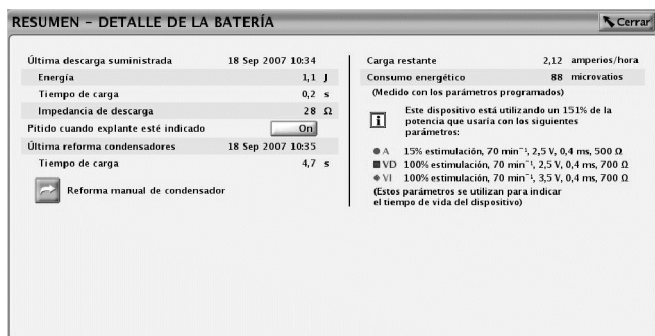 RESUMEN - DETALLE DE LA BATERÍA
Cerrar
Última descarga suministrada 18 Sep 2007 10:34
Energía 1,1 J
Tiempo de carga 0,2 s
Impedancia de descarga 28 Ω
Pitido cuando explante esté indicado On
Última reforma condensadores 18 Sep 2007 10:35
Tiempo de carga 4,7 s
Reforma manual de condensador
Carga restante 2,12 amperios/hora
Consumo energético 88 microvatios
(Medido con los parámetros programados)
i
Este dispositivo está utilizando un 151% de la
potencia que usaría con los siguientes
parámetros:
A 15% estimulación, 70 min⁻¹, 2,5 V, 0,4 ms, 500 Ω
VD 100% estimulación, 70 min⁻¹, 2,5 V, 0,4 ms, 700 Ω
VI 100% estimulación, 70 min⁻¹, 3,5 V, 0,4 ms, 700 Ω
(Estos parámetros se utilizan para indicar
el tiempo de vida del dispositivo)